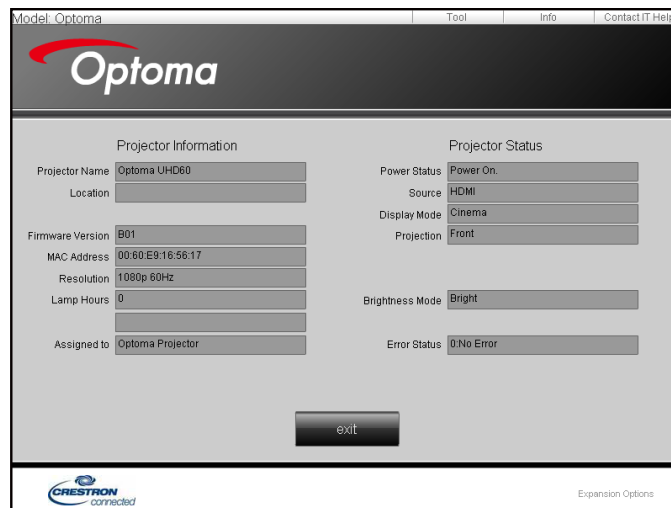 Model: Optoma
Tool Info Contact IT Help
Optoma
Projector Information
Projector Name Optoma UHD60
Location
Firmware Version B01
MAC Address 00:60:E9:16:56:17
Resolution 1080p 60Hz
Lamp Hours 0
Assigned to Optoma Projector
Projector Status
Power Status Power On.
Source HDMI
Display Mode Cinema
Projection Front
Brightness Mode Bright
Error Status 0:No Error
exit
CRESTRON
connected
Expansion Options